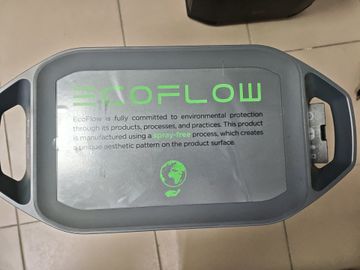 ECOFLOW
EcoFlow is fully committed to environmental protection
through its products, processes, and practices. This product
is manufactured using a spray-free process, which creates
a unique aesthetic pattern on the product surface.